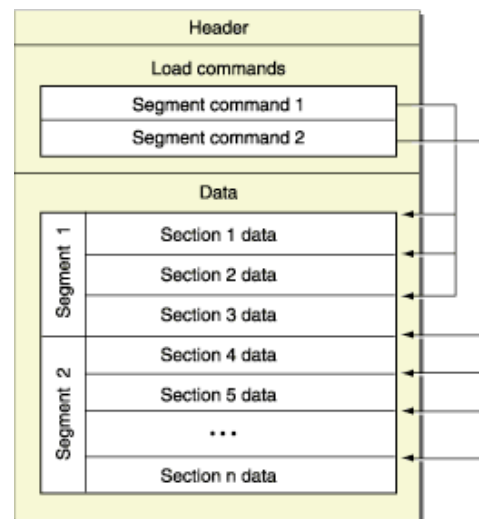 Header
Load commands
Segment command 1
Segment command 2
Data
Segment 1
Section 1 data
Section 2 data
Section 3 data
Segment 2
Section 4 data
Section 5 data
...
Section n data